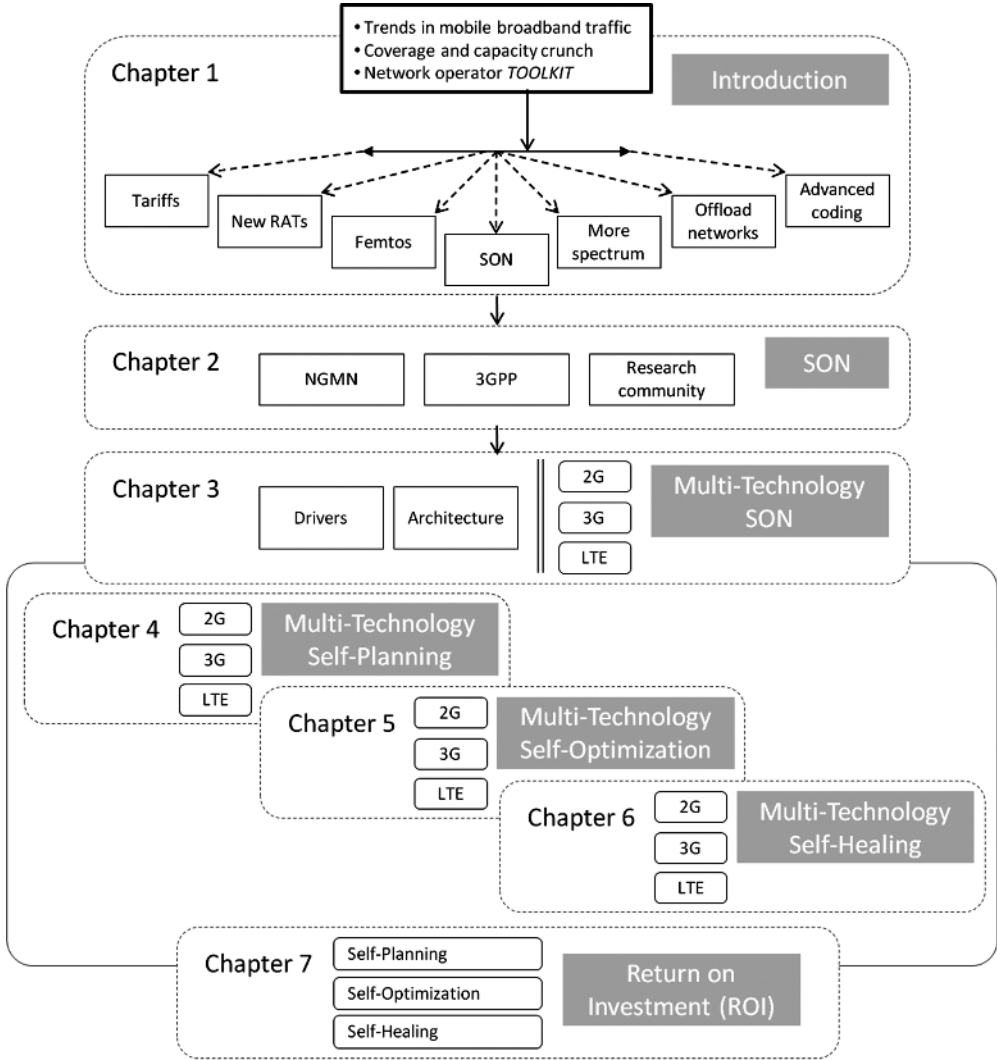 • Trends in mobile broadband traffic
• Coverage and capacity crunch
• Network operator TOOLKIT
Chapter 1
Introduction
Tariffs
New RATs
Femtos
SON
More
spectrum
Offload
networks
Advanced
coding
Chapter 2
NGMN
3GPP
Research
community
SON
Chapter 3
Drivers
Architecture
2G
3G
LTE
Multi-Technology
SON
Chapter 4
2G
3G
LTE
Multi-Technology
Self-Planning
Chapter 5
2G
3G
LTE
Multi-Technology
Self-Optimization
Chapter 6
2G
3G
LTE
Multi-Technology
Self-Healing
Chapter 7
Self-Planning
Self-Optimization
Self-Healing
Return on
Investment (ROI)